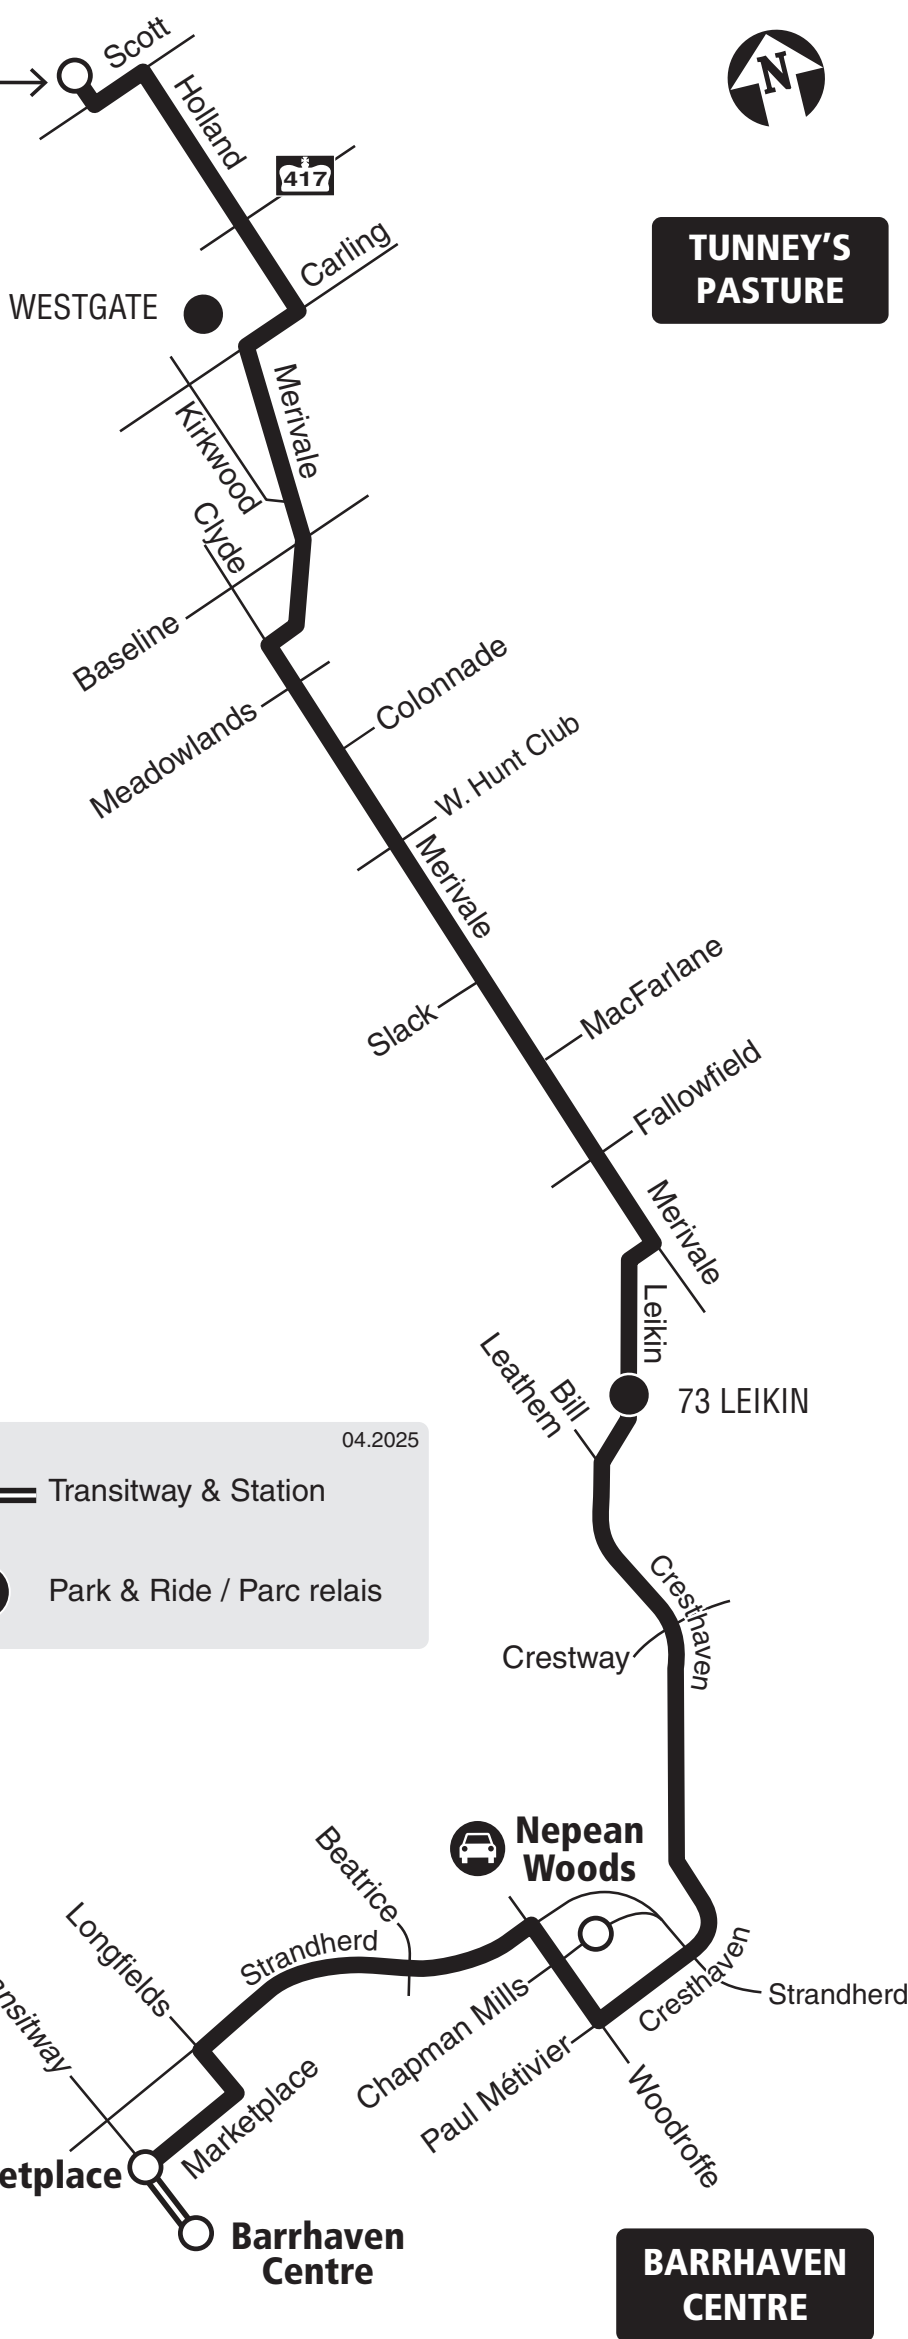 Scott
N
Holland
417
TUNNEY'S
PASTURE
Carling
WESTGATE
Merivale
Kirkwood
Clyde
Baseline
Colonnade
Meadowlands
W. Hunt Club
Merivale
MacFarlane
Slack
Fallowfield
Merivale
Leikin
Bill
Leathem
73 LEIKIN
04.2025
Transitway & Station
Park & Ride / Parc relais
Cresthaven
Crestway
Nepean
Woods
Beatrice
Longfields
Strandherd
Cresthaven
Strandherd
Chapman Mills
Paul Métivier
Woodroffe
ansitway
Marketplace
etplace
Barrhaven
Centre
BARRHAVEN
CENTRE